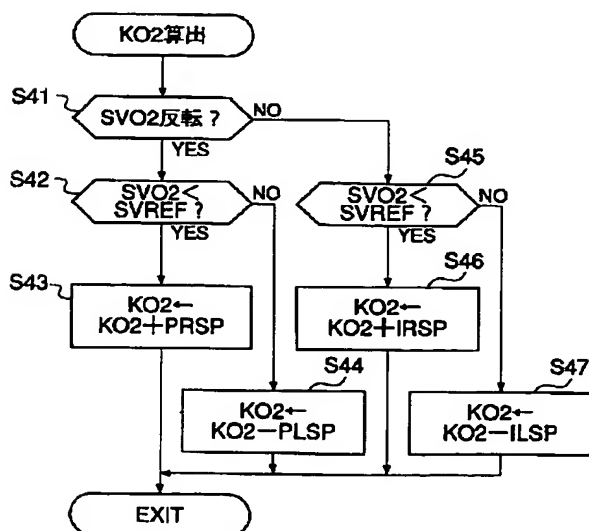 KO2算出
S41
SVO2反転？
NO
YES
S42
SVO2＜
SVREF？
NO
YES
S45
SVO2＜
SVREF？
NO
YES
S43
KO2←
KO2＋PRSP
S46
KO2←
KO2＋IRSP
S44
KO2←
KO2－PLSP
S47
KO2←
KO2－ILSP
EXIT